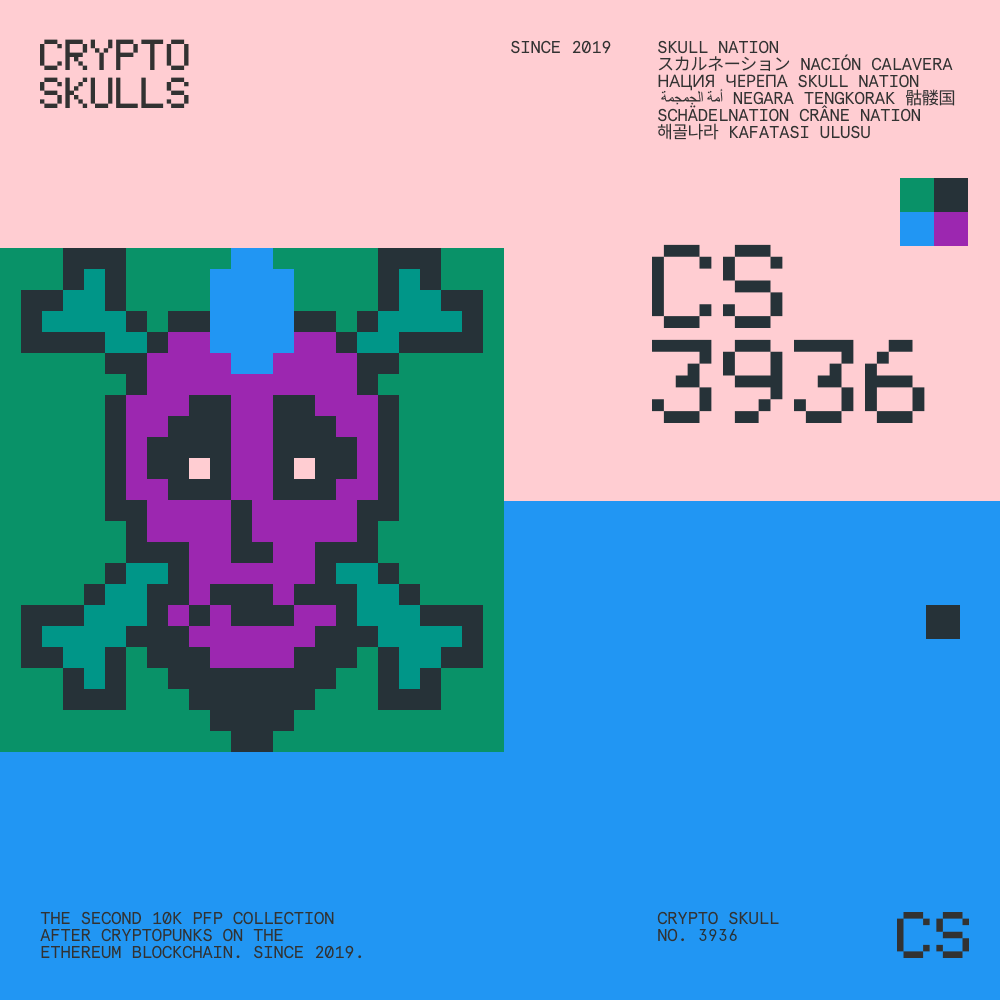 CRYPTO
SKULLS
SINCE 2019
SKULL NATION
スカルネーション NACIÓN CALAVERA
НАЦИЯ ЧЕРЕПА SKULL NATION
أمة الجمجمة NEGARA TENGKORAK 骷髅国
SCHÄDELNATION CRÂNE NATION
해골나라 KAFATASI ULUSU
CS
3936
THE SECOND 10K PFP COLLECTION
AFTER CRYPTOPUNKS ON THE
ETHEREUM BLOCKCHAIN. SINCE 2019.
CRYPTO SKULL
NO. 3936
CS